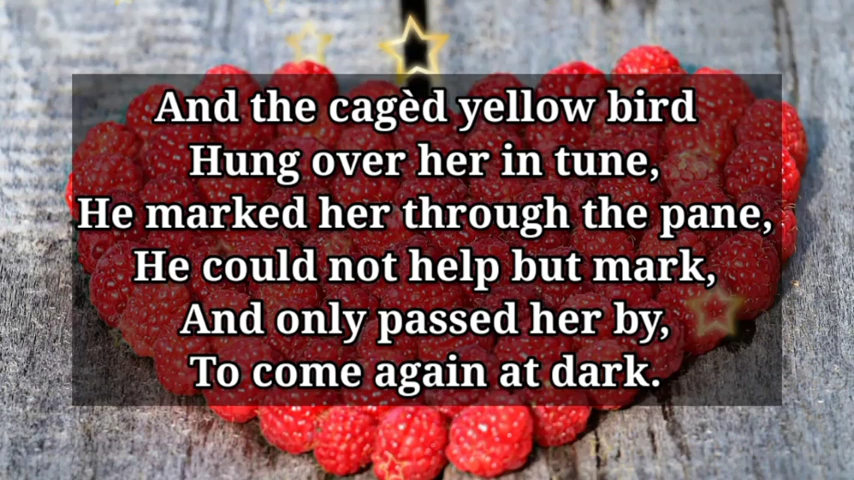 And the cagèd yellow bird
Hung over her in tune,
He marked her through the pane,
He could not help but mark,
And only passed her by,
To come again at dark.